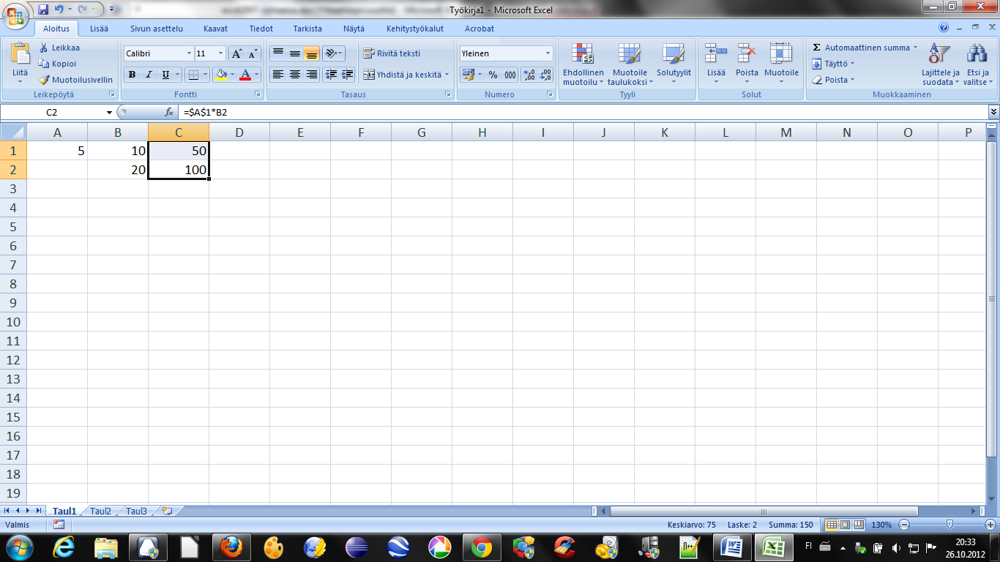 Työkirja1 - Microsoft Excel
Aloitus Lisää Sivun asettelu Kaavat Tiedot Tarkista Näytä Kehitystyökalut Acrobat
Liitä
Leikkaa
Kopioi
Muotoilusivellin
Leikepöytä
Calibri 11
B I U
Fontti
Rivitä teksti
Yhdistä ja keskitä
Tasaus
Yleinen
% 000
Numero
Ehdollinen muotoilu
Muotoile taulukoksi
Solutyylit
Tyyli
Lisää Poista Muotoile
Solut
Σ Automaattinen summa
Täyttö
Poista
Lajittele ja suodata
Etsi ja valitse
Muokkaaminen
C2 fx =$A$1*B2
A B C D E F G H I J K L M N O P
1 5 10 50
2 20 100
3
4
5
6
7
8
9
10
11
12
13
14
15
16
17
18
19
Taul1 Taul2 Taul3
Valmis Keskiarvo: 75 Laske: 2 Summa: 150 130%
FI 20:33
26.10.2012